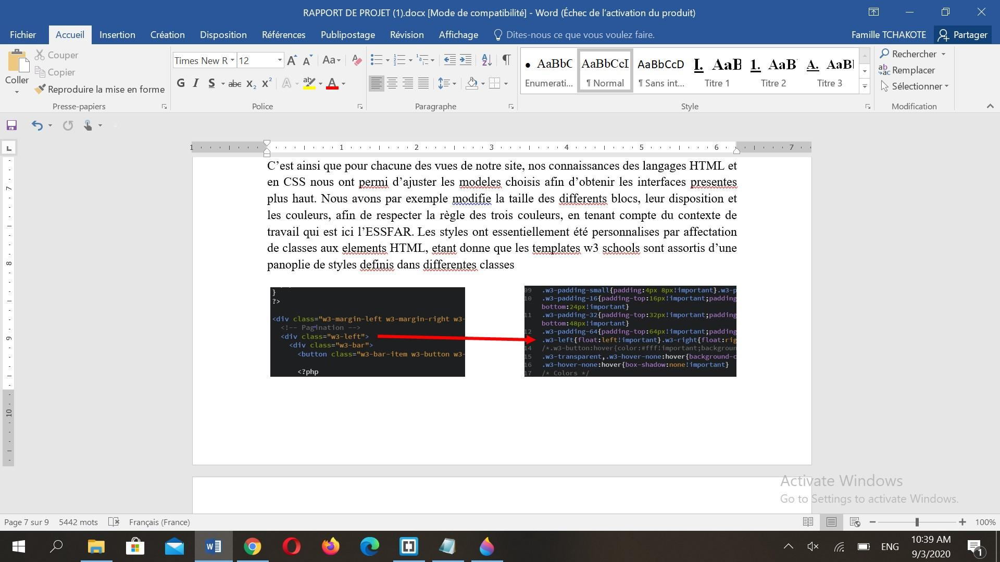 RAPPORT DE PROJET (1).docx [Mode de compatibilité] - Word (Échec de l'activation du produit)
Fichier Accueil Insertion Création Disposition Références Publipostage Révision Affichage Dites-nous ce que vous voulez faire. Famille TCHAKOTE Partager
Coller
Couper
Copier
Reproduire la mise en forme
Presse-papiers
Times New R 12
G I S abc X₂ X²
Police
Paragraphe
AaBbC AaBbCcI AaBbCcD I. AaB 1. AaB A. AaB
Enumerati... ¶ Normal ¶ Sans int... Titre 1 Titre 2 Titre 3
Style
Rechercher
Remplacer
Sélectionner
Modification
1 1 2 3 4 5 6 7
7
8
9
10
C'est ainsi que pour chacune des vues de notre site, nos connaissances des langages HTML et
en CSS nous ont permi d'ajuster les modeles choisis afin d'obtenir les interfaces presentes
plus haut. Nous avons par exemple modifie la taille des differents blocs, leur disposition et
les couleurs, afin de respecter la règle des trois couleurs, en tenant compte du contexte de
travail qui est ici l'ESSFAR. Les styles ont essentiellement été personnalises par affectation
de classes aux elements HTML, etant donne que les templates w3 schools sont assortis d'une
panoplie de styles definis dans differentes classes
}
?>
<div class="w3-margin-left w3-margin-right w3-
<!-- Pagination -->
<div class="w3-left">
<div class="w3-bar">
<button class="w3-bar-item w3-button w3-
<?php
09 .w3-padding-small{padding:4px 8px!important}.w3-p
10 .w3-padding-16{padding-top:16px!important;padding
bottom:24px!important}
11 .w3-padding-32{padding-top:32px!important;padding
bottom:48px!important}
12 .w3-padding-64{padding-top:64px!important;padding
.w3-left{float:left!important}.w3-right{float:rig
14 /*.w3-button:hover{color:#fff!important;backgroun
15 .w3-transparent,.w3-hover-none:hover{background-c
16 .w3-hover-none:hover{box-shadow:none!important}
17 /* Colors */
Activate Windows
Go to Settings to activate Windows.
Page 7 sur 9 5442 mots Français (France) 100%
ENG 10:39 AM
9/3/2020
1